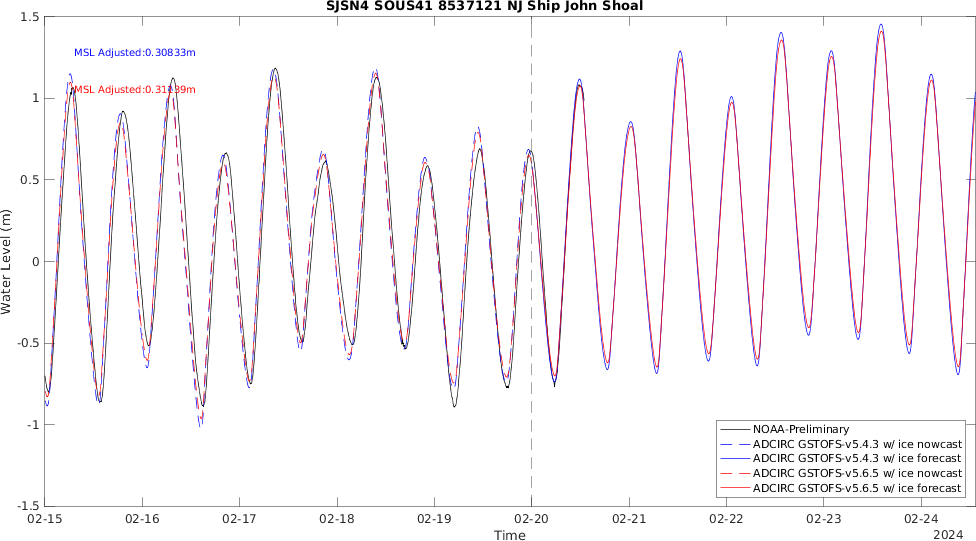 SJSN4 SOUS41 8537121 NJ Ship John Shoal
1.5
1
0.5
0
-0.5
-1
-1.5
Water Level (m)
MSL Adjusted:0.30833m
MSL
02-15
02-16
02-17
02-18
02-19
02-20
02-21
02-22
02-23
02-24
Time
2024
NOAA-Preliminary
ADCIRC GSTOFS-v5.4.3 w/ ice nowcast
ADCIRC GSTOFS-v5.4.3 w/ ice forecast
ADCIRC GSTOFS-v5.6.5 w/ ice nowcast
ADCIRC GSTOFS-v5.6.5 w/ ice forecast